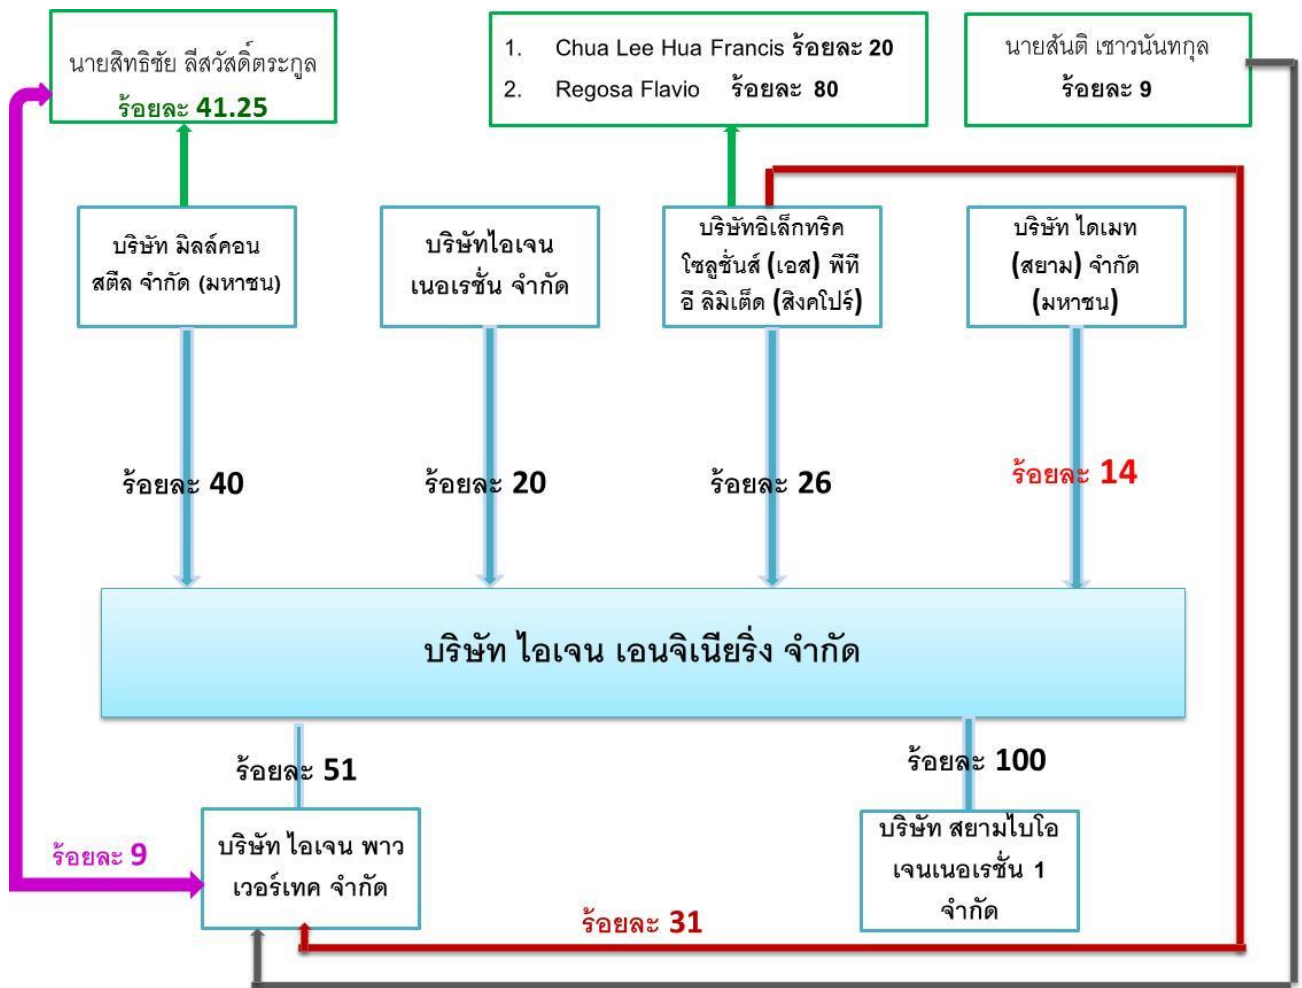 นายสิทธิชัย ลีสวัสดิ์ตระกูล
ร้อยละ 41.25
1. Chua Lee Hua Francis ร้อยละ 20
2. Regosa Flavio ร้อยละ 80
นายสันติ เชาวนันทกุล
ร้อยละ 9
บริษัท มิลล์คอน
สตีล จำกัด (มหาชน)
บริษัทไอเจน
เนอเรชั่น จำกัด
บริษัทอิเล็กทริค
โซลูชั่นส์ (เอส) พีที
อี ลิมิเต็ด (สิงคโปร์)
บริษัท ไดเมท
(สยาม) จำกัด
(มหาชน)
ร้อยละ 40
ร้อยละ 20
ร้อยละ 26
ร้อยละ 14
บริษัท ไอเจน เอนจิเนียริ่ง จำกัด
ร้อยละ 51
ร้อยละ 100
บริษัท ไอเจน พาว
เวอร์เทค จำกัด
บริษัท สยามไบโอ
เจนเนอเรชั่น 1
จำกัด
ร้อยละ 9
ร้อยละ 31